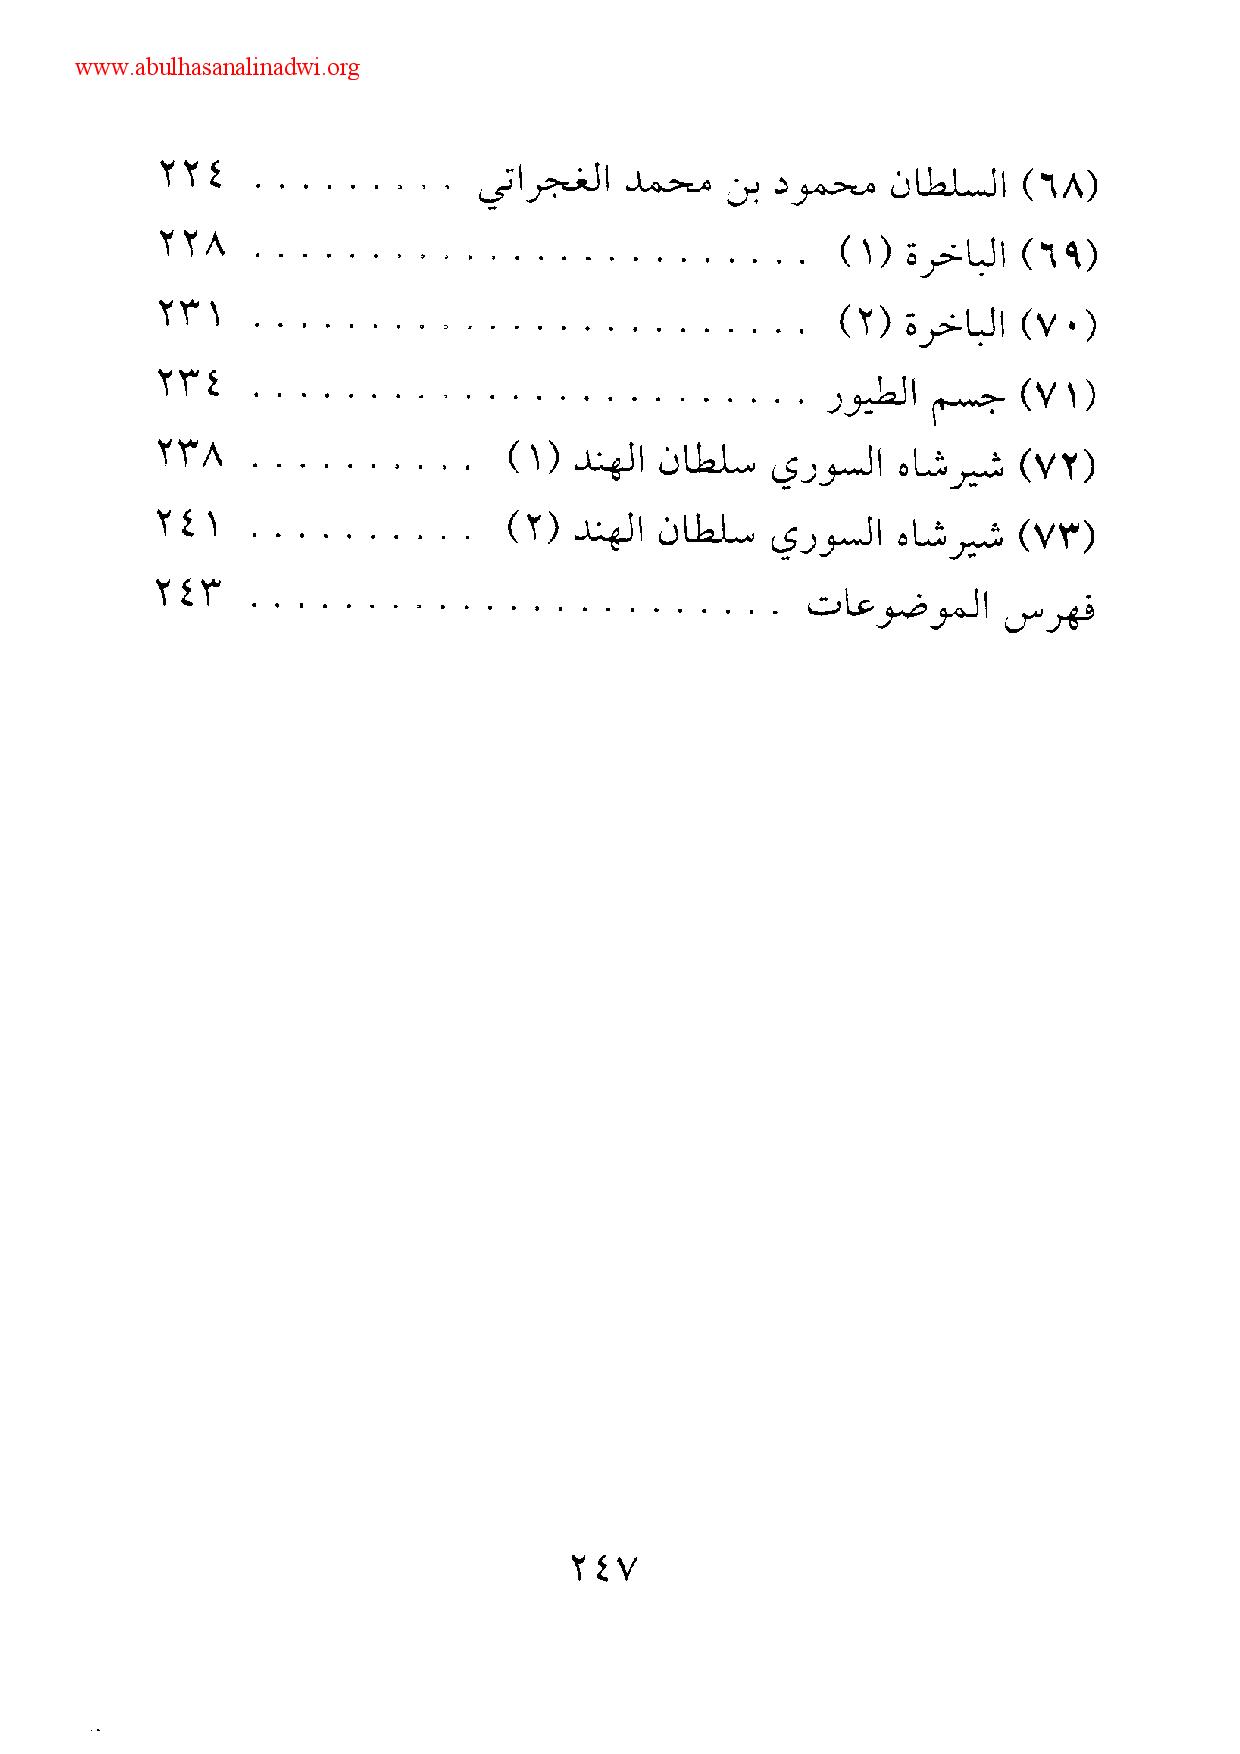 www.abulhasanalinadwi.org
(٦٨) السلطان محمود بن محمد الغجراتي . . . . . . . . . ٢٢٤
(٦٩) الباخرة (١) . . . . . . . . . . . . . . . . . . . . . . . . ٢٢٨
(٧٠) الباخرة (٢) . . . . . . . . . . . . . . . . . . . . . . . . ٢٣١
(٧١) جسم الطيور . . . . . . . . . . . . . . . . . . . . . . . . ٢٣٤
(٧٢) شيرشاه السوري سلطان الهند (١) . . . . . . . . . . ٢٣٨
(٧٣) شيرشاه السوري سلطان الهند (٢) . . . . . . . . . . ٢٤١
فهرس الموضوعات . . . . . . . . . . . . . . . . . . . . . . . ٢٤٣
٢٤٧